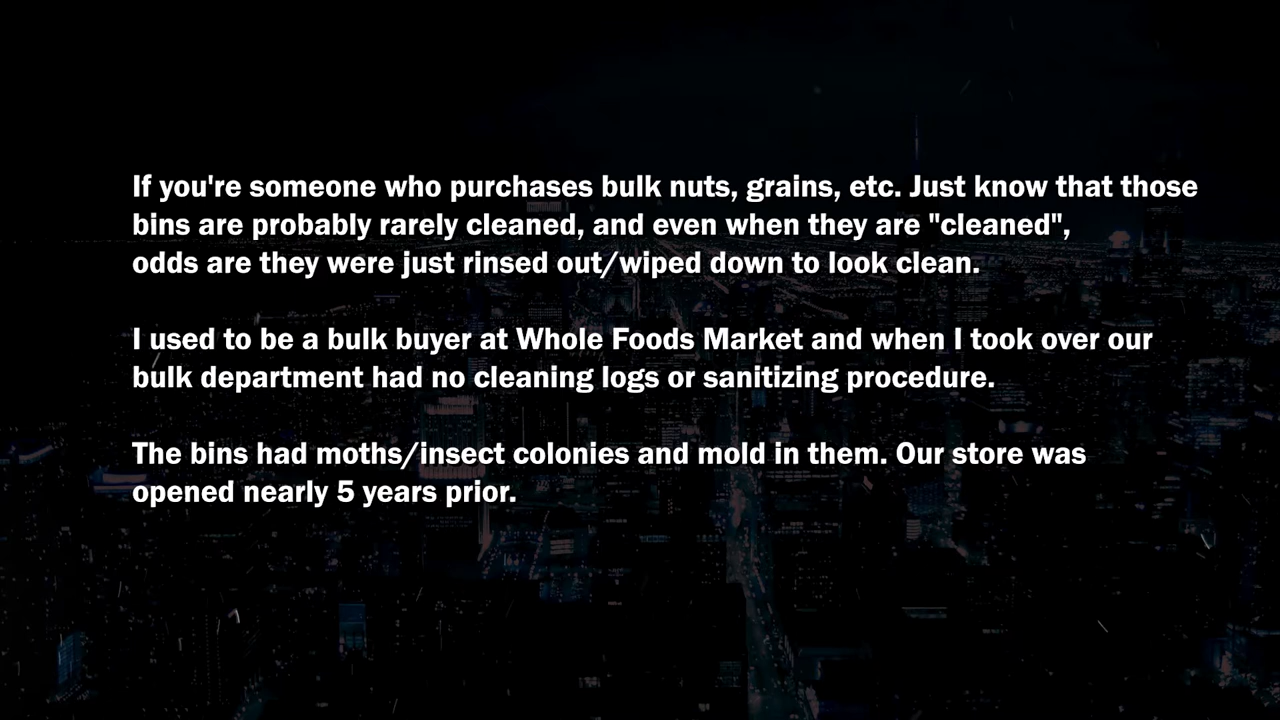 If you're someone who purchases bulk nuts, grains, etc. Just know that those
bins are probably rarely cleaned, and even when they are "cleaned",
odds are they were just rinsed out/wiped down to look clean.
I used to be a bulk buyer at Whole Foods Market and when I took over our
bulk department had no cleaning logs or sanitizing procedure.
The bins had moths/insect colonies and mold in them. Our store was
opened nearly 5 years prior.